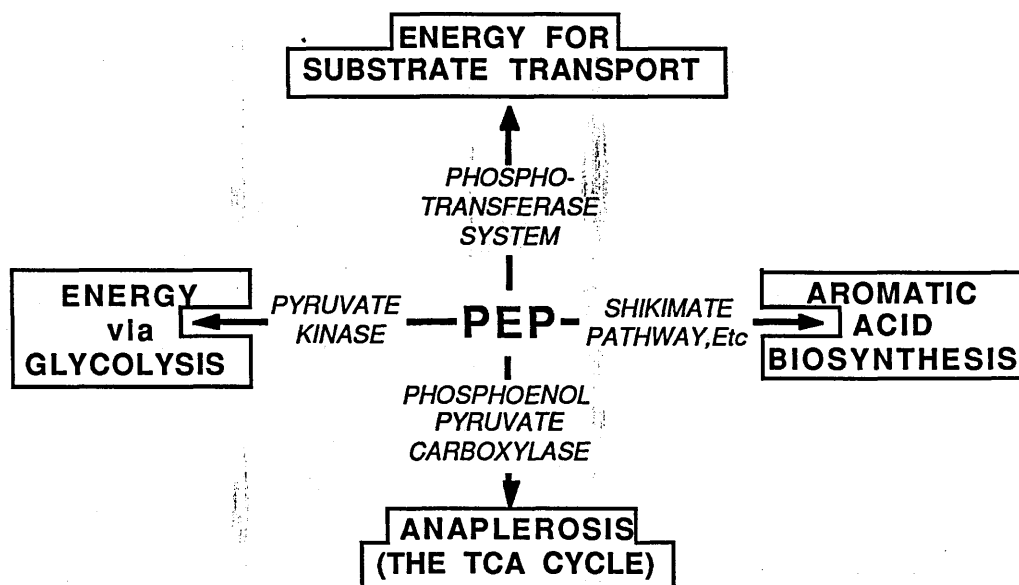 ENERGY FOR
SUBSTRATE TRANSPORT
PHOSPHO-
TRANSFERASE
SYSTEM
ENERGY
via
GLYCOLYSIS
PYRUVATE
KINASE
PEP
SHIKIMATE
PATHWAY,Etc
AROMATIC
ACID
BIOSYNTHESIS
PHOSPHOENOL
PYRUVATE
CARBOXYLASE
ANAPLEROSIS
(THE TCA CYCLE)